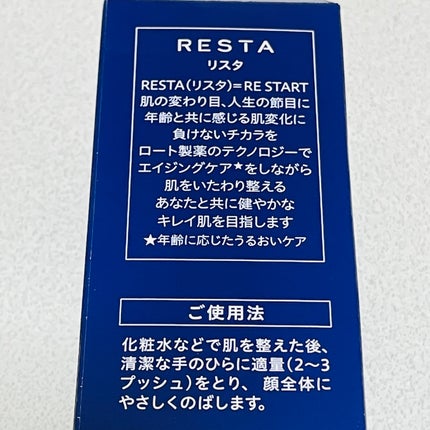 RESTA
リスタ
RESTA(リスタ)=RE START
肌の変わり目、人生の節目に
年齢と共に感じる肌変化に
負けないチカラを
ロート製薬のテクノロジーで
エイジングケア★をしながら
肌をいたわり整える
あなたと共に健やかな
キレイ肌を目指します
★年齢に応じたうるおいケア
ご使用法
化粧水などで肌を整えた後、
清潔な手のひらに適量(2〜3
プッシュ)をとり、顔全体に
やさしくのばします。